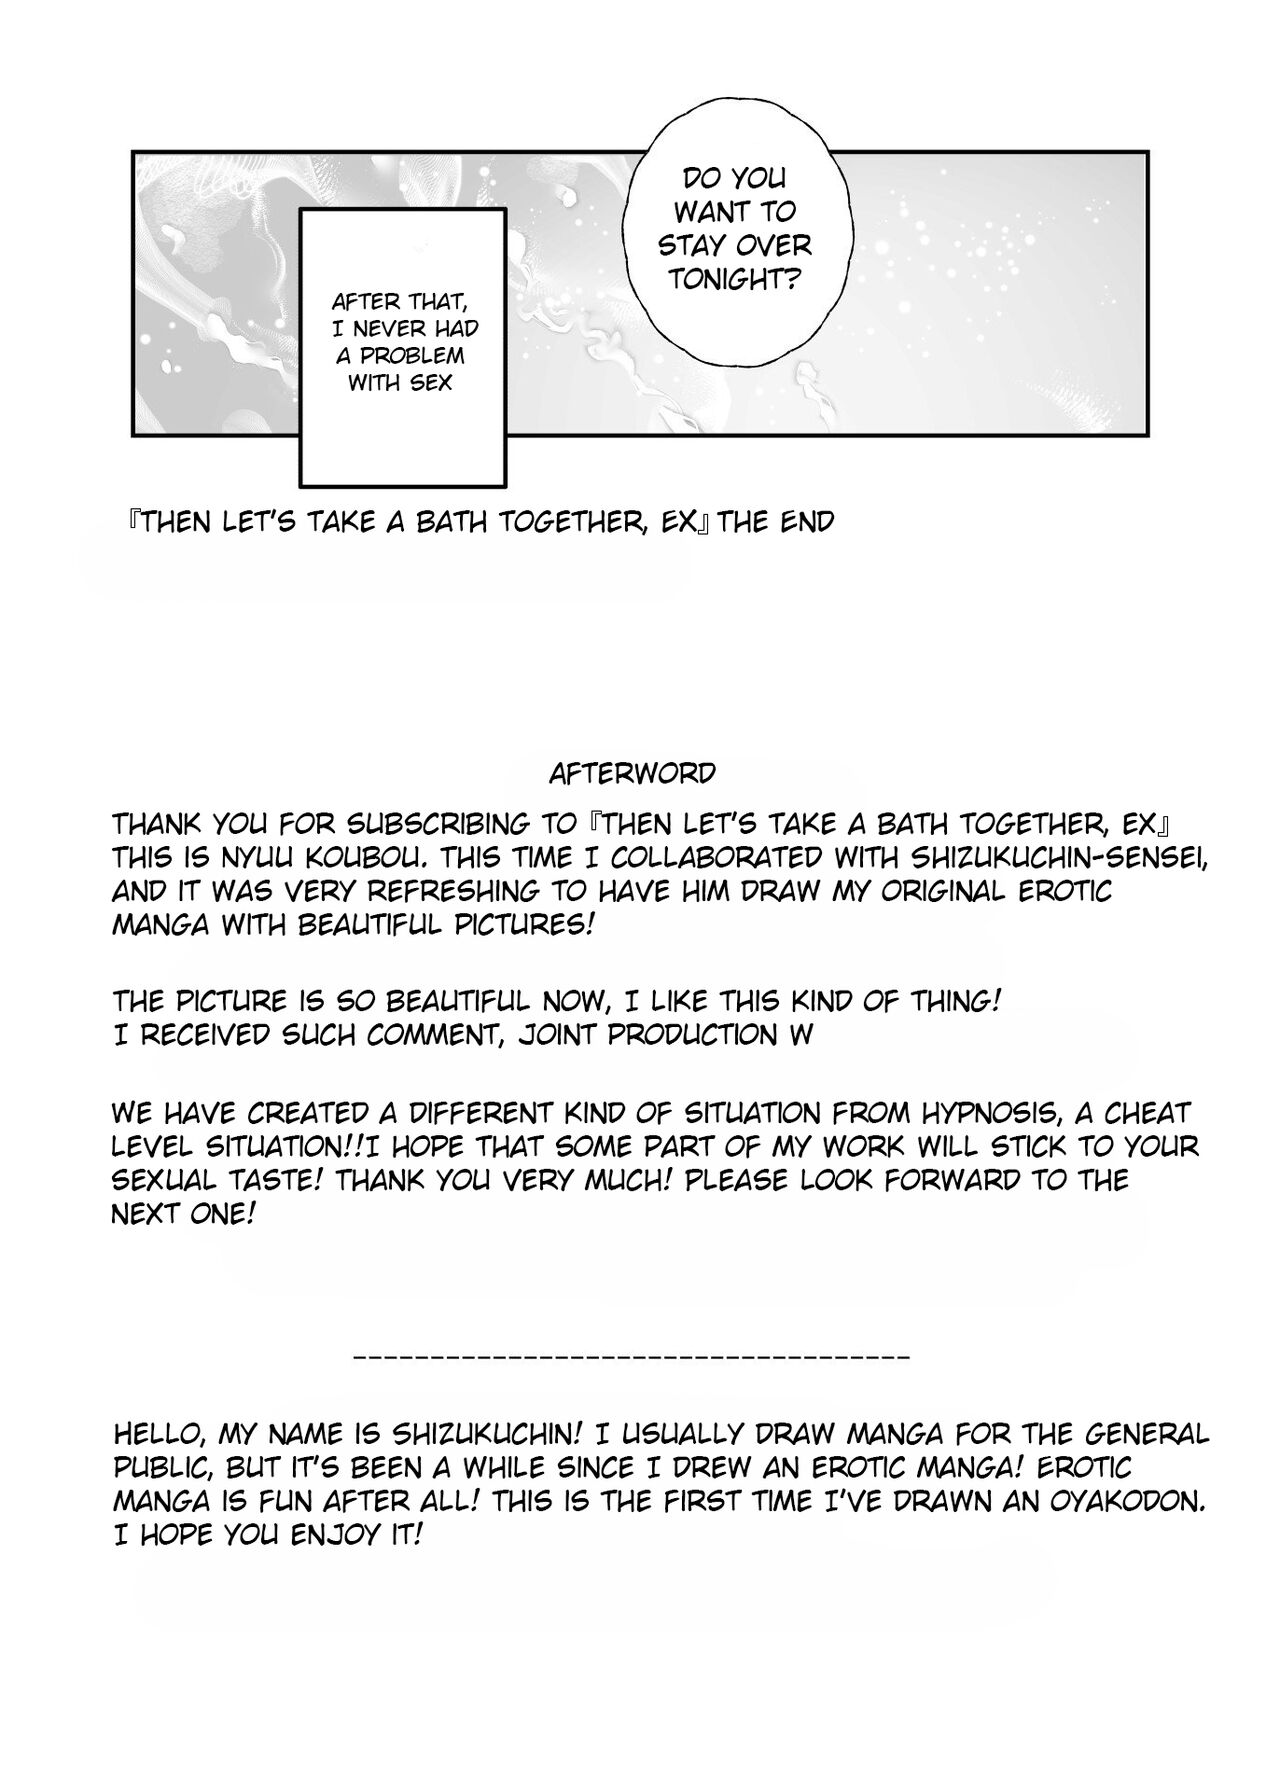 DO YOU
WANT TO
STAY OVER
TONIGHT?
AFTER THAT,
I NEVER HAD
A PROBLEM
WITH SEX
『THEN LET'S TAKE A BATH TOGETHER, EX』 THE END
AFTERWORD
THANK YOU FOR SUBSCRIBING TO 『THEN LET'S TAKE A BATH TOGETHER, EX』
THIS IS NYUU KOUBOU. THIS TIME I COLLABORATED WITH SHIZUKUCHIN-SENSEI,
AND IT WAS VERY REFRESHING TO HAVE HIM DRAW MY ORIGINAL EROTIC
MANGA WITH BEAUTIFUL PICTURES!
THE PICTURE IS SO BEAUTIFUL NOW, I LIKE THIS KIND OF THING!
I RECEIVED SUCH COMMENT, JOINT PRODUCTION W
WE HAVE CREATED A DIFFERENT KIND OF SITUATION FROM HYPNOSIS, A CHEAT
LEVEL SITUATION!!I HOPE THAT SOME PART OF MY WORK WILL STICK TO YOUR
SEXUAL TASTE! THANK YOU VERY MUCH! PLEASE LOOK FORWARD TO THE
NEXT ONE!
------------------------------------
HELLO, MY NAME IS SHIZUKUCHIN! I USUALLY DRAW MANGA FOR THE GENERAL
PUBLIC, BUT IT'S BEEN A WHILE SINCE I DREW AN EROTIC MANGA! EROTIC
MANGA IS FUN AFTER ALL! THIS IS THE FIRST TIME I'VE DRAWN AN OYAKODON.
I HOPE YOU ENJOY IT!